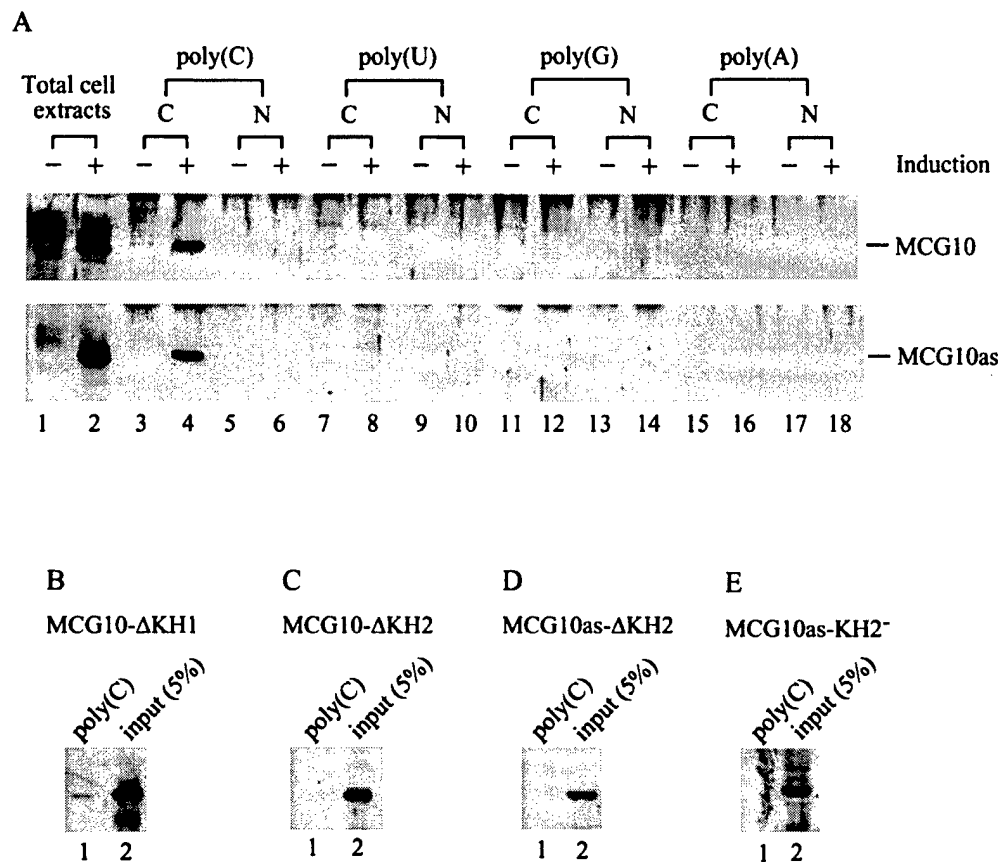 A
poly(C) poly(U) poly(G) poly(A)
Total cell
extracts
C N C N C N C N
− + − + − + − + − + − + − + − + − + Induction
MCG10
MCG10as
1 2 3 4 5 6 7 8 9 10 11 12 13 14 15 16 17 18
B C D E
MCG10-ΔKH1 MCG10-ΔKH2 MCG10as-ΔKH2 MCG10as-KH2⁻
poly(C) input (5%) poly(C) input (5%) poly(C) input (5%) poly(C) input (5%)
1 2 1 2 1 2 1 2